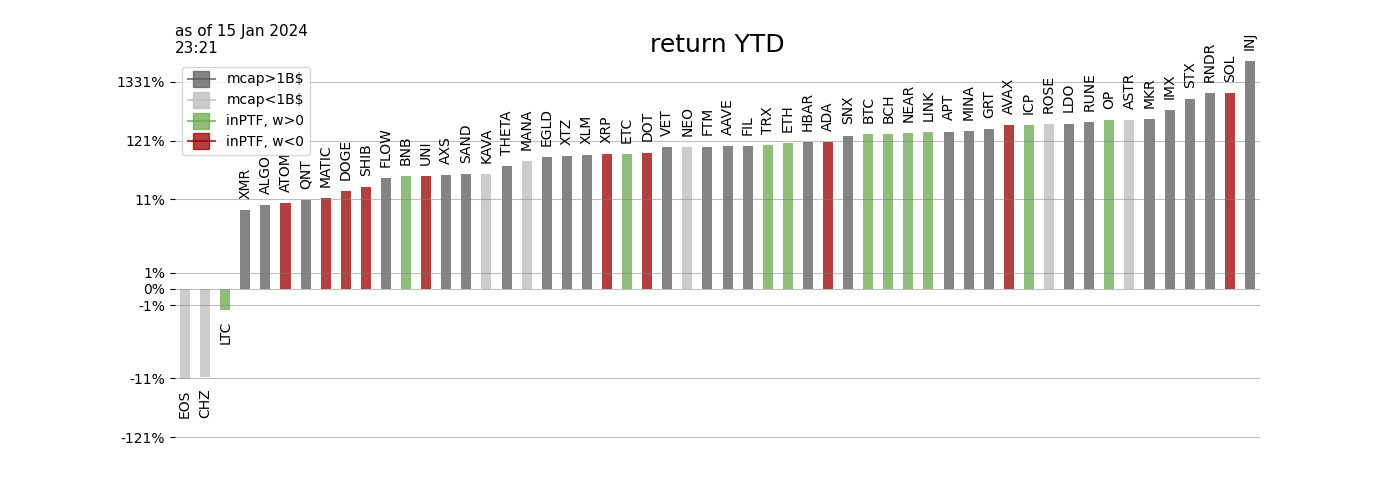 as of 15 Jan 2024
23:21
return YTD
mcap>1B$
mcap<1B$
inPTF, w>0
inPTF, w<0
1331%
121%
11%
1%
0%
-1%
-11%
-121%
EOS
CHZ
LTC
XMR
ALGO
ATOM
QNT
MATIC
DOGE
SHIB
FLOW
BNB
UNI
AXS
SAND
KAVA
THETA
MANA
EGLD
XTZ
XLM
XRP
ETC
DOT
VET
NEO
FTM
AAVE
FIL
TRX
ETH
HBAR
ADA
SNX
BTC
BCH
NEAR
LINK
APT
MINA
GRT
AVAX
ICP
ROSE
LDO
RUNE
OP
ASTR
MKR
IMX
STX
RNDR
SOL
INJ